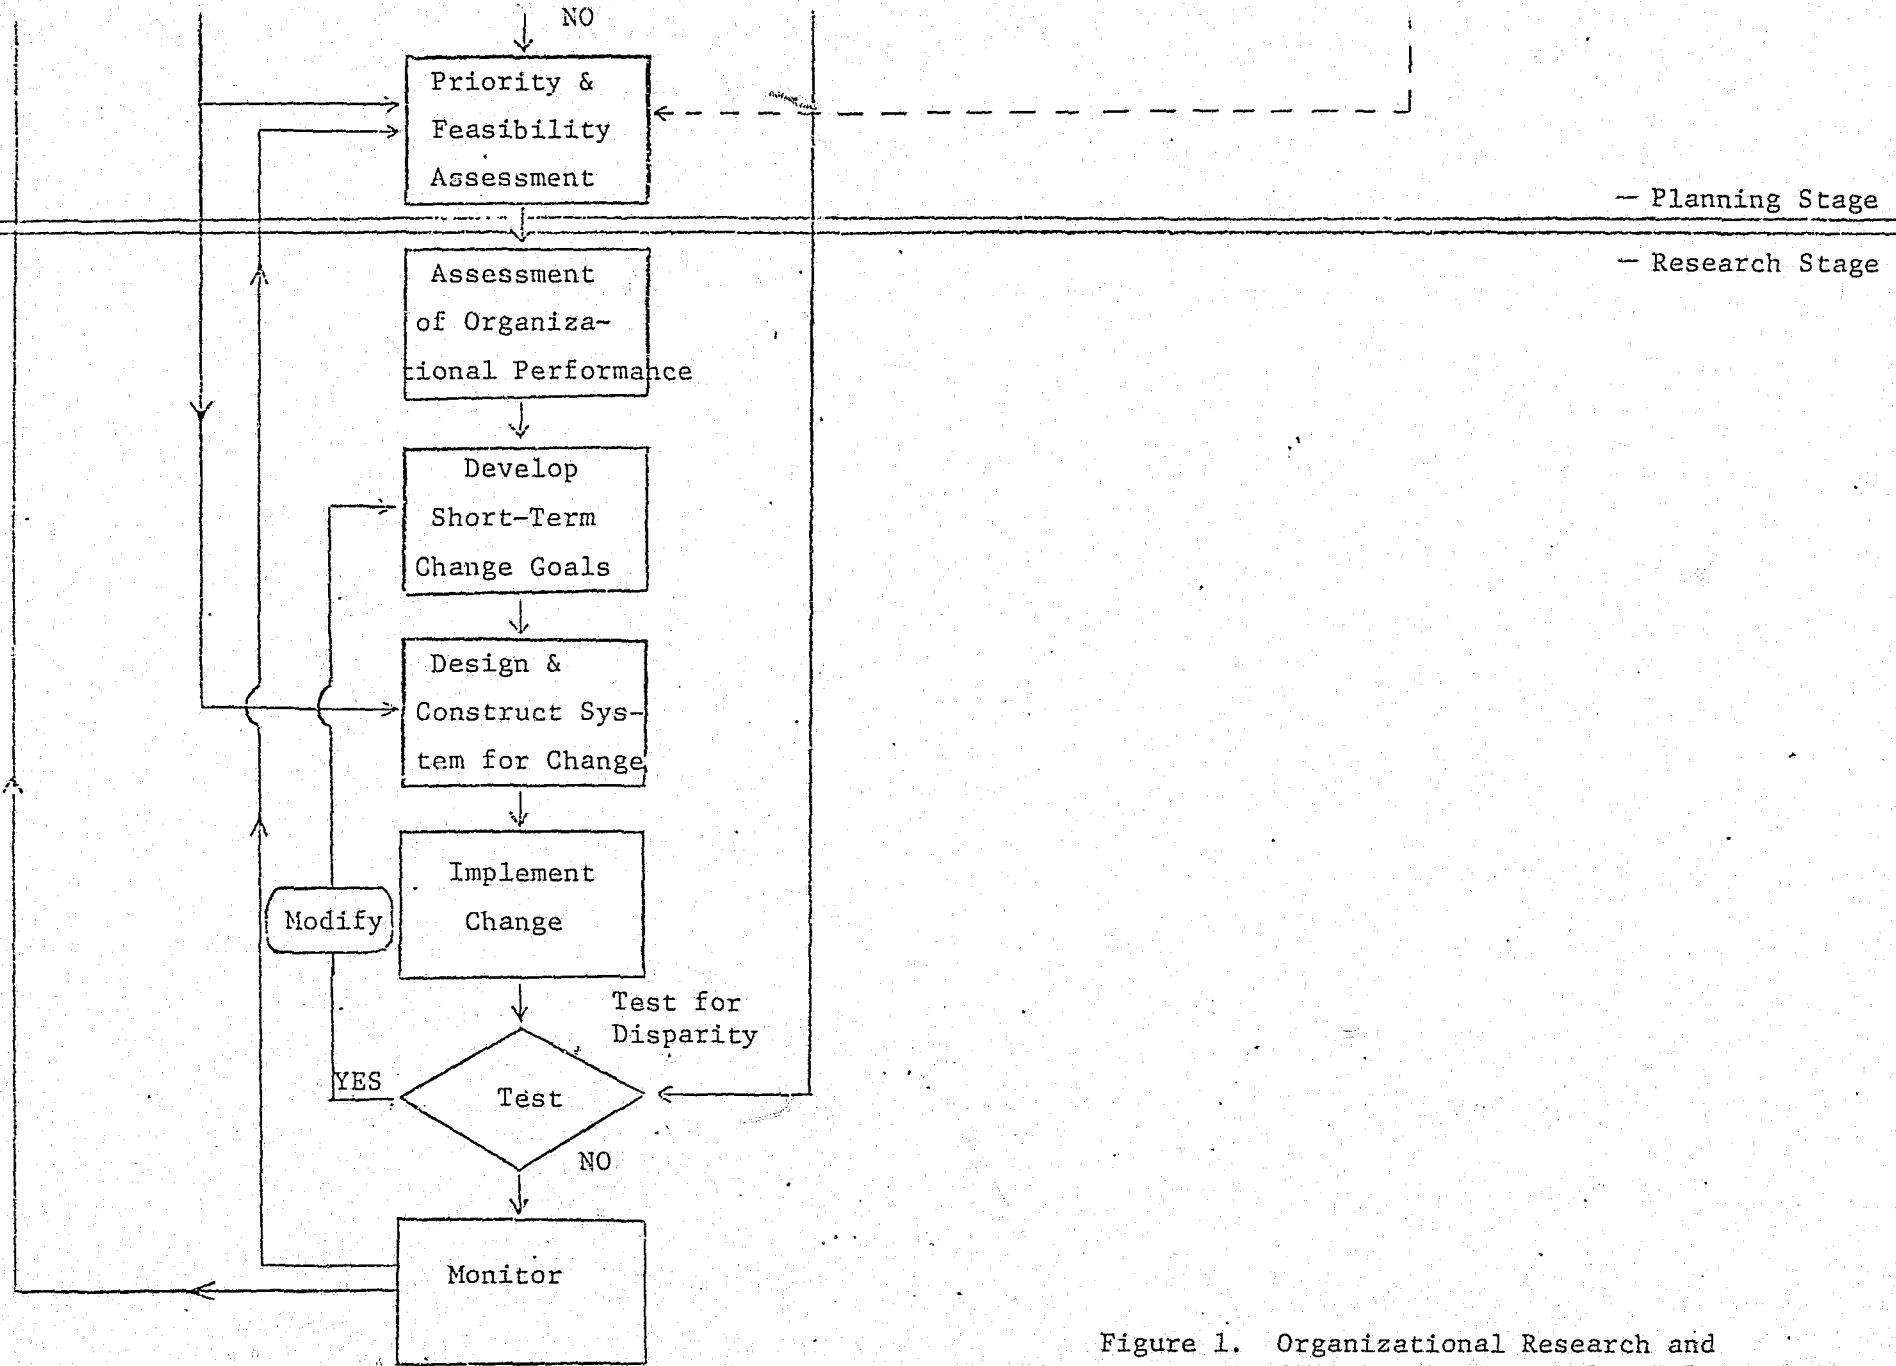 NO
Priority &
Feasibility
Assessment
— Planning Stage
— Research Stage
Assessment
of Organiza-
tional Performance
Develop
Short-Term
Change Goals
Design &
Construct Sys-
tem for Change
Implement
Change
Modify
Test for
Disparity
YES
Test
NO
Monitor
Figure 1. Organizational Research and